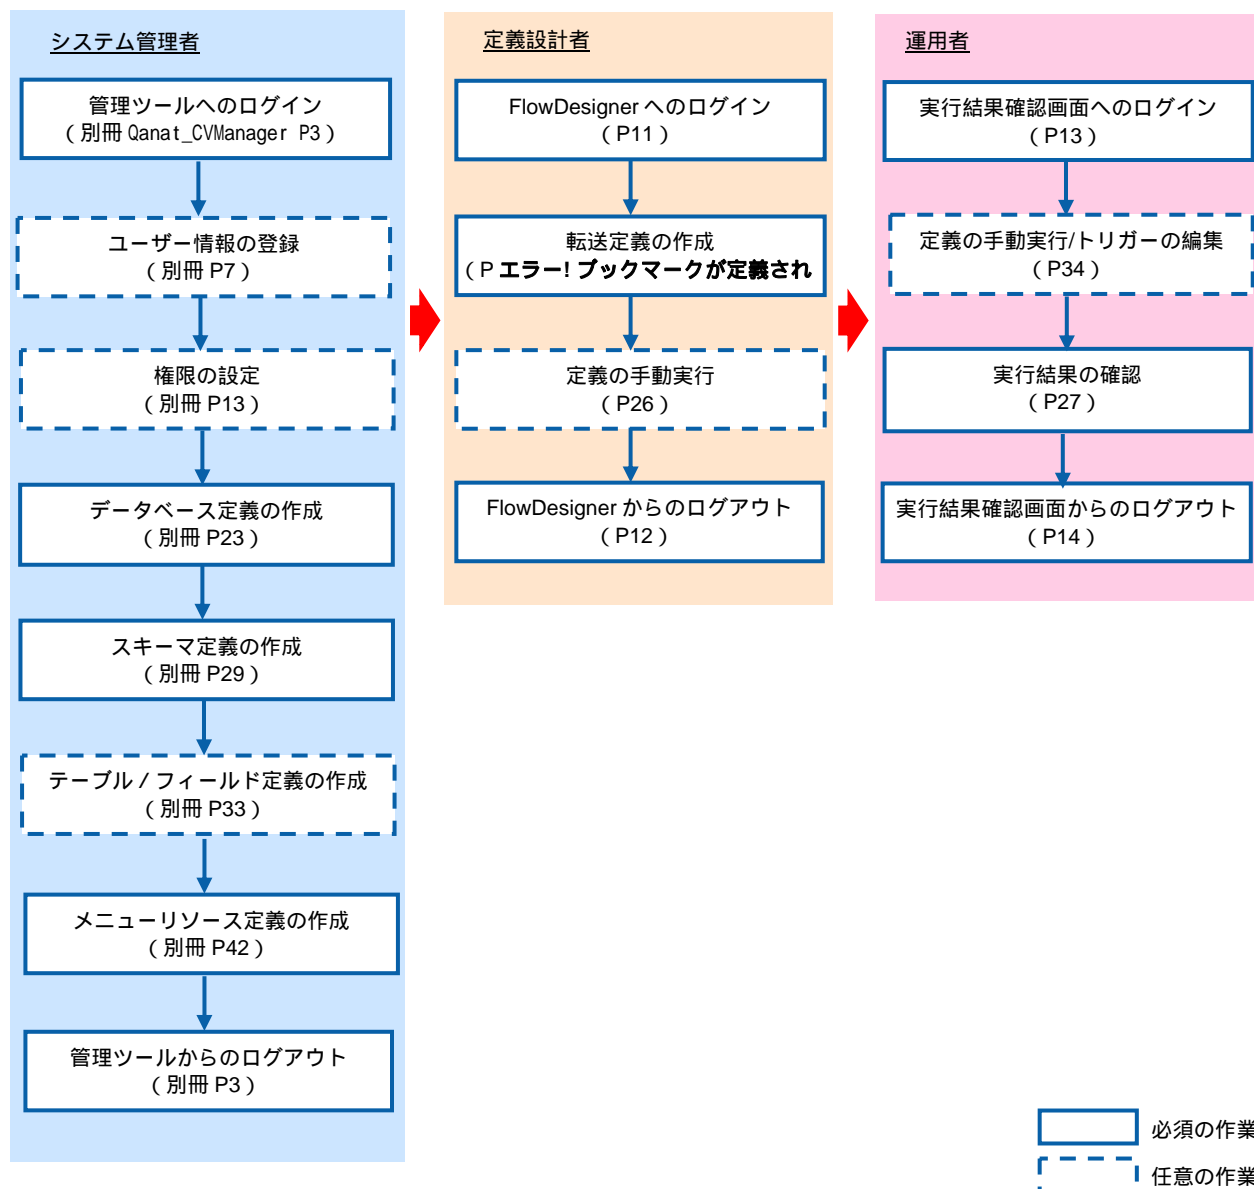 システム管理者
管理ツールへのログイン
（別冊 Qanat_CVManager P3）
ユーザー情報の登録
（別冊 P7）
権限の設定
（別冊 P13）
データベース定義の作成
（別冊 P23）
スキーマ定義の作成
（別冊 P29）
テーブル / フィールド定義の作成
（別冊 P33）
メニューリソース定義の作成
（別冊 P42）
管理ツールからのログアウト
（別冊 P3）
定義設計者
FlowDesigner へのログイン
（P11）
転送定義の作成
（P エラー! ブックマークが定義され
定義の手動実行
（P26）
FlowDesigner からのログアウト
（P12）
運用者
実行結果確認画面へのログイン
（P13）
定義の手動実行/トリガーの編集
（P34）
実行結果の確認
（P27）
実行結果確認画面からのログアウト
（P14）
必須の作業
任意の作業